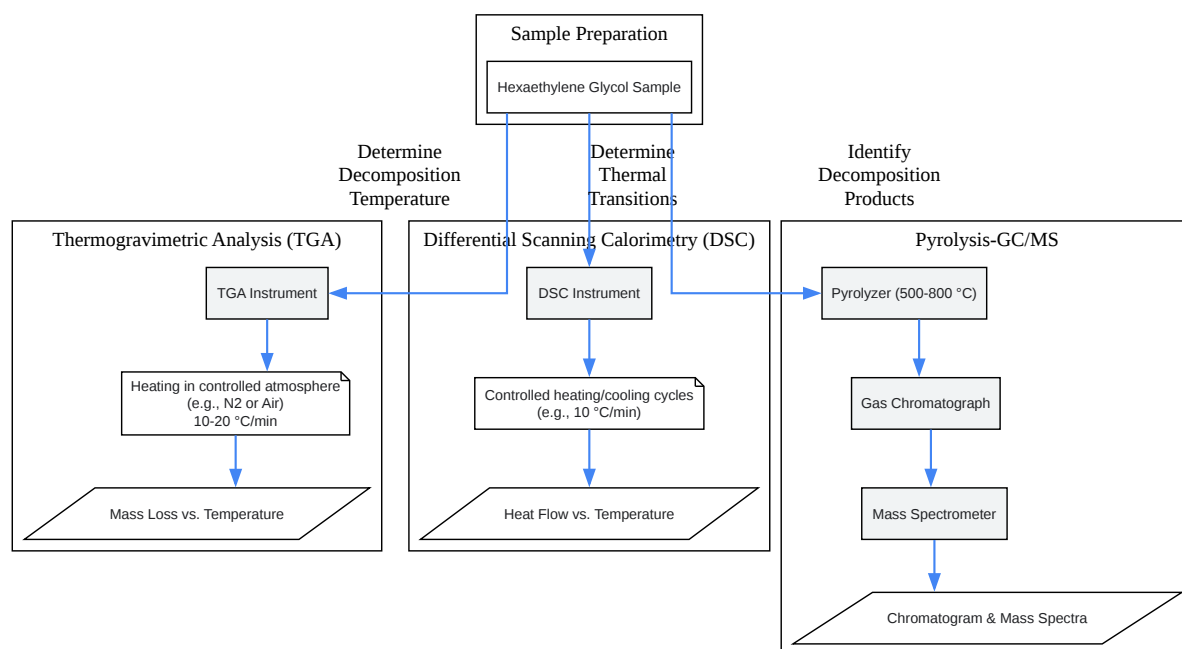 Sample Preparation
Hexaethylene Glycol Sample
Determine
Decomposition
Temperature
Determine
Thermal
Transitions
Identify
Decomposition
Products
Thermogravimetric Analysis (TGA)
TGA Instrument
Heating in controlled atmosphere
(e.g., N2 or Air)
10-20 °C/min
Mass Loss vs. Temperature
Differential Scanning Calorimetry (DSC)
DSC Instrument
Controlled heating/cooling cycles
(e.g., 10 °C/min)
Heat Flow vs. Temperature
Pyrolysis-GC/MS
Pyrolyzer (500-800 °C)
Gas Chromatograph
Mass Spectrometer
Chromatogram & Mass Spectra